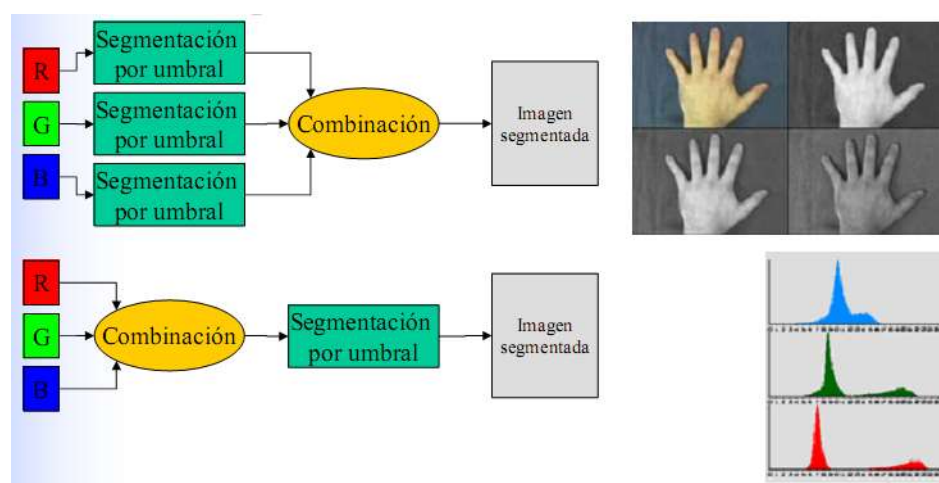 R
Segmentación
por umbral
G
Segmentación
por umbral
B
Segmentación
por umbral
Combinación
Imagen
segmentada
R
G
B
Combinación
Segmentación
por umbral
Imagen
segmentada